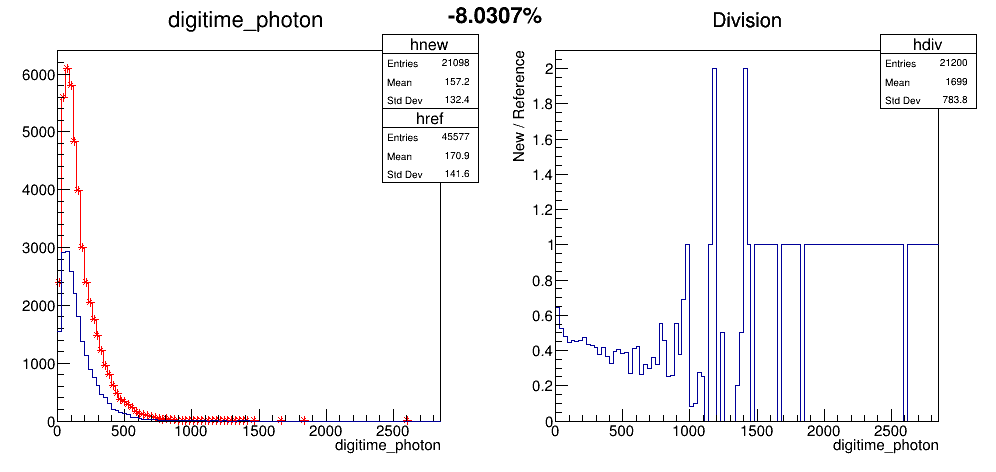 -8.0307%
digitime_photon
hnew
Entries 21098
Mean 157.2
Std Dev 132.4
href
Entries 45577
Mean 170.9
Std Dev 141.6
6000
5000
4000
3000
2000
1000
0
0 500 1000 1500 2000 2500
digitime_photon
Division
hdiv
Entries 21200
Mean 1699
Std Dev 783.8
New / Reference
2
1.8
1.6
1.4
1.2
1
0.8
0.6
0.4
0.2
0
0 500 1000 1500 2000 2500
digitime_photon